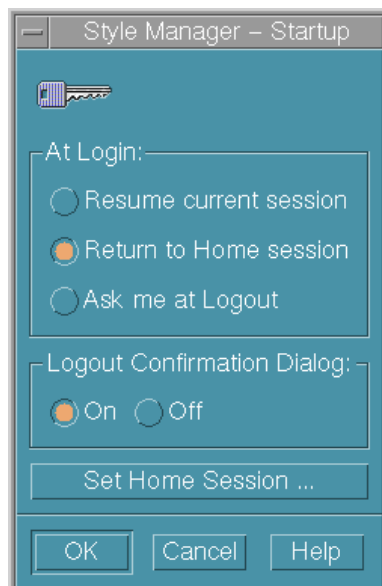 Style Manager – Startup
At Login:
Resume current session
Return to Home session
Ask me at Logout
Logout Confirmation Dialog:
On Off
Set Home Session ...
OK Cancel Help